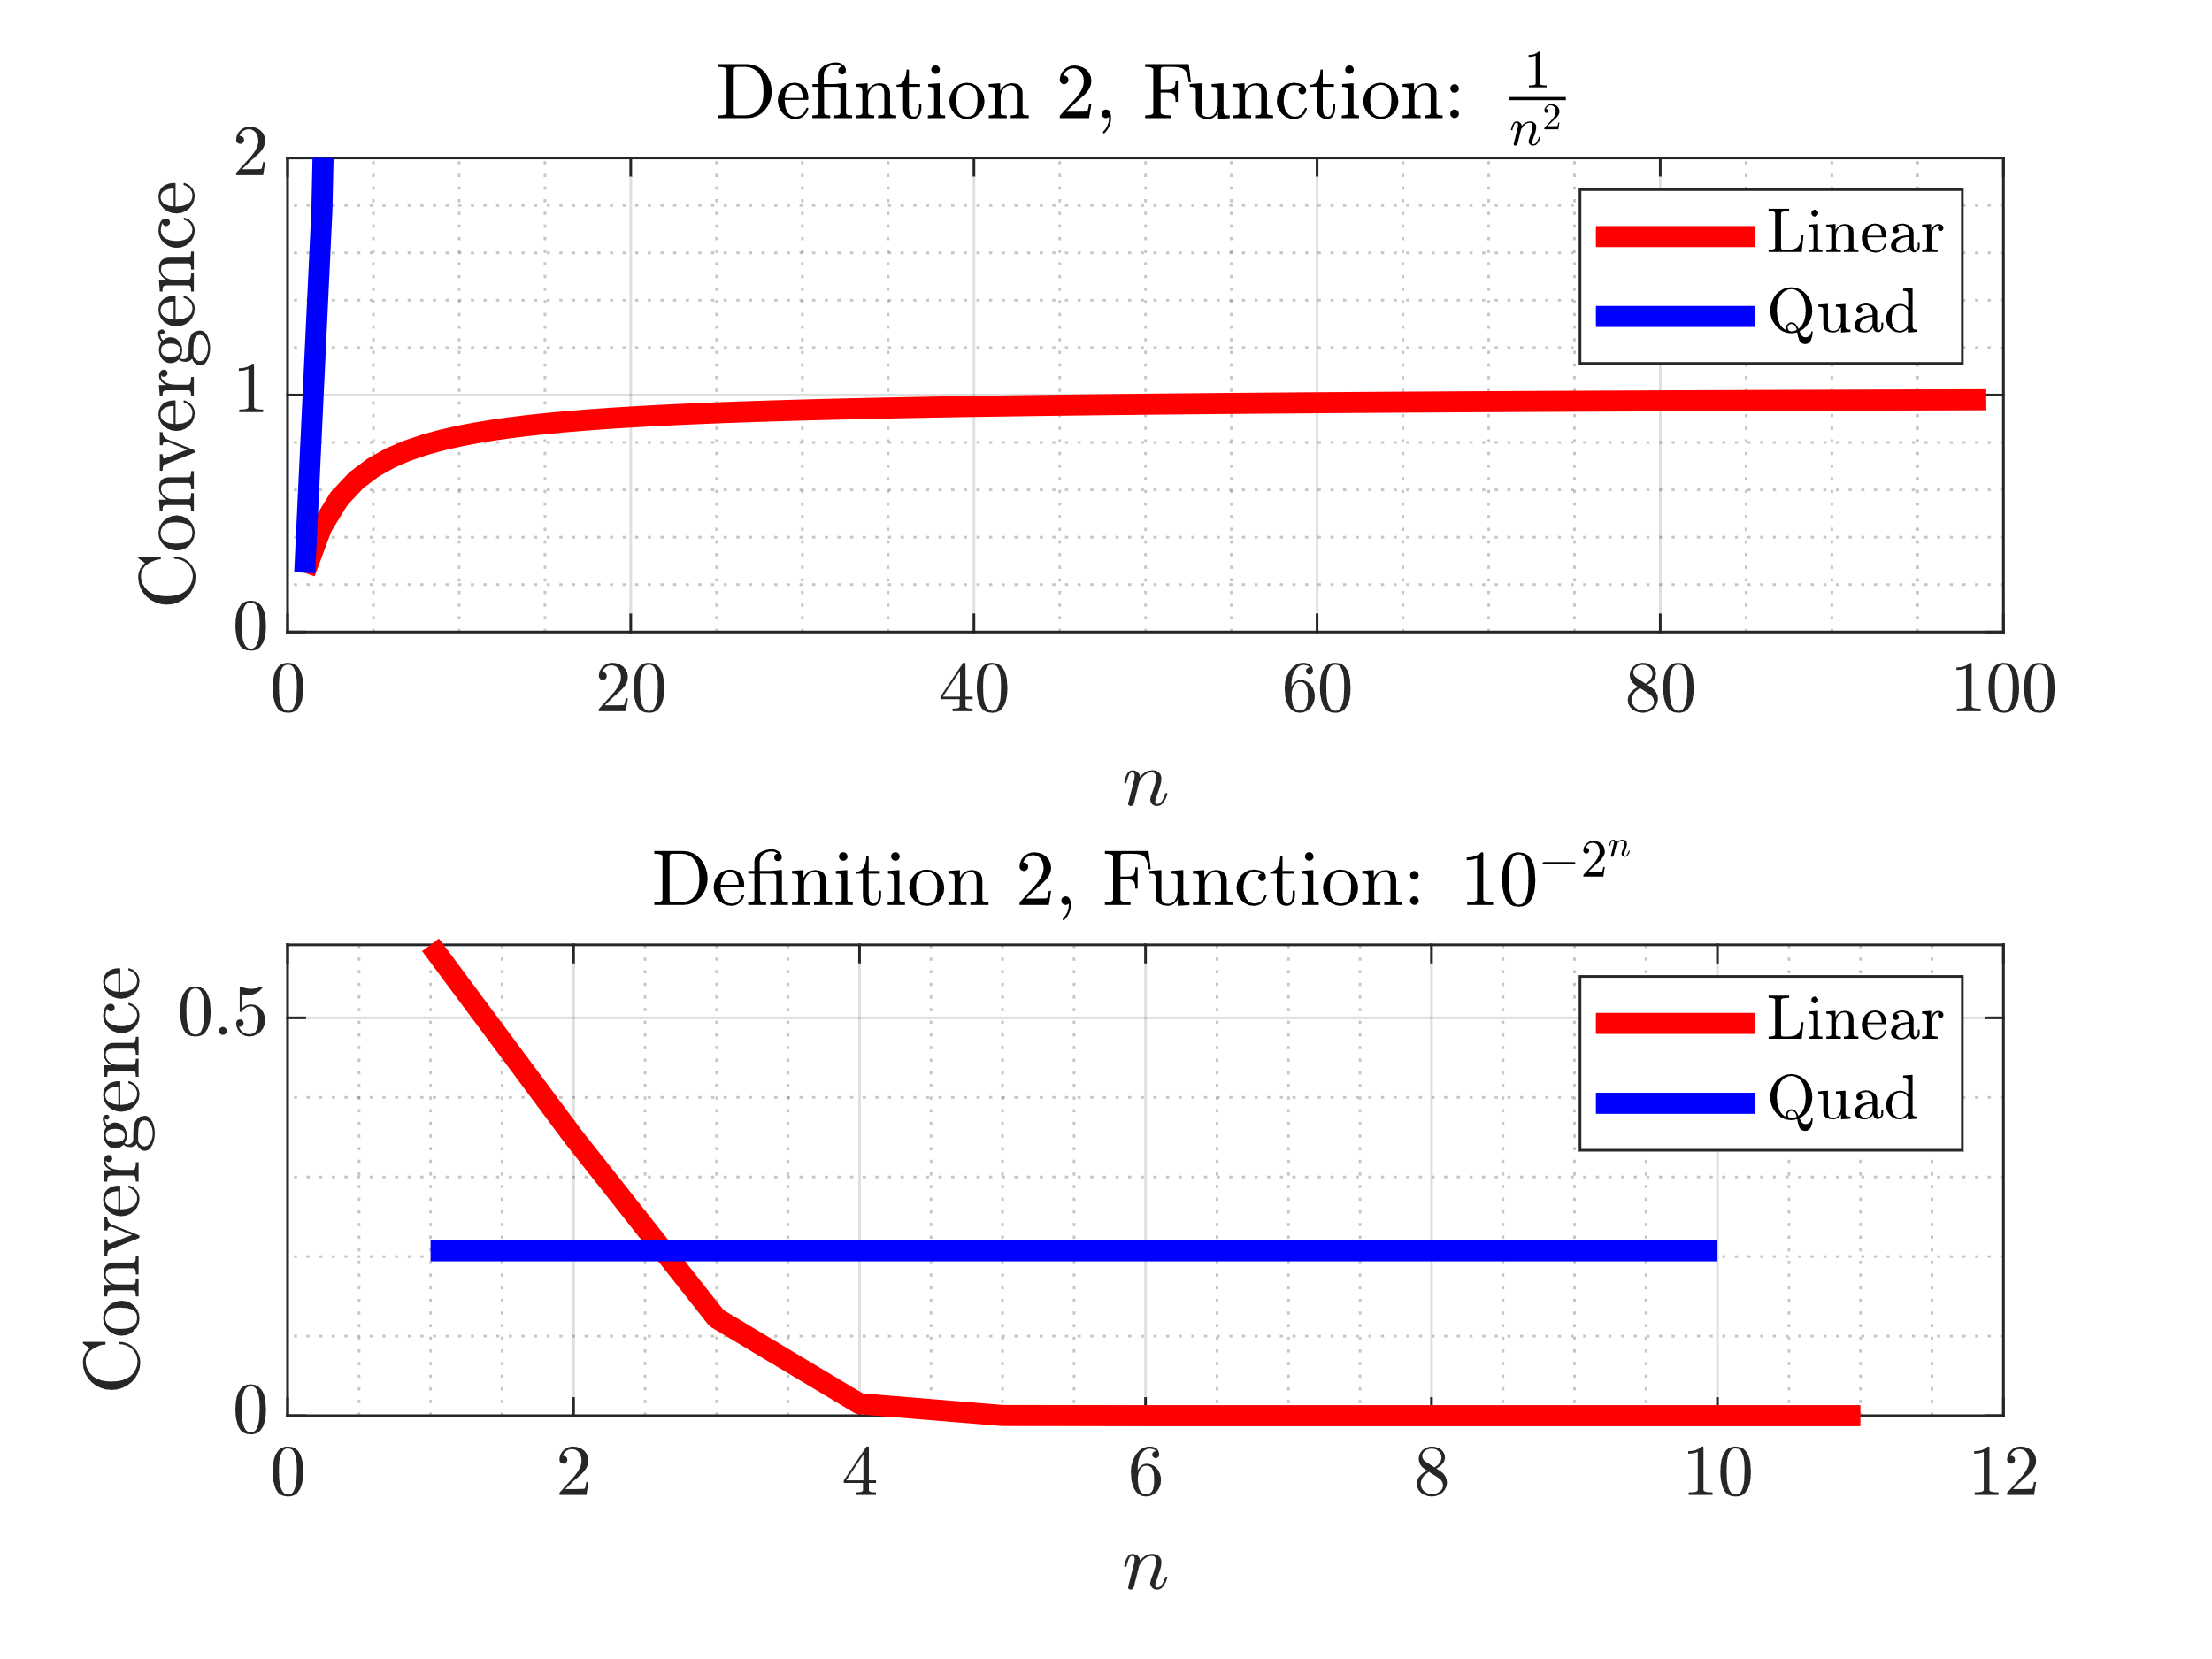 Defintion 2, Function: 1/n²
2
1
0
Convergence
Linear
Quad
0 20 40 60 80 100
n
Definition 2, Function: 10^{-2^n}
0.5
0
Convergence
Linear
Quad
0 2 4 6 8 10 12
n